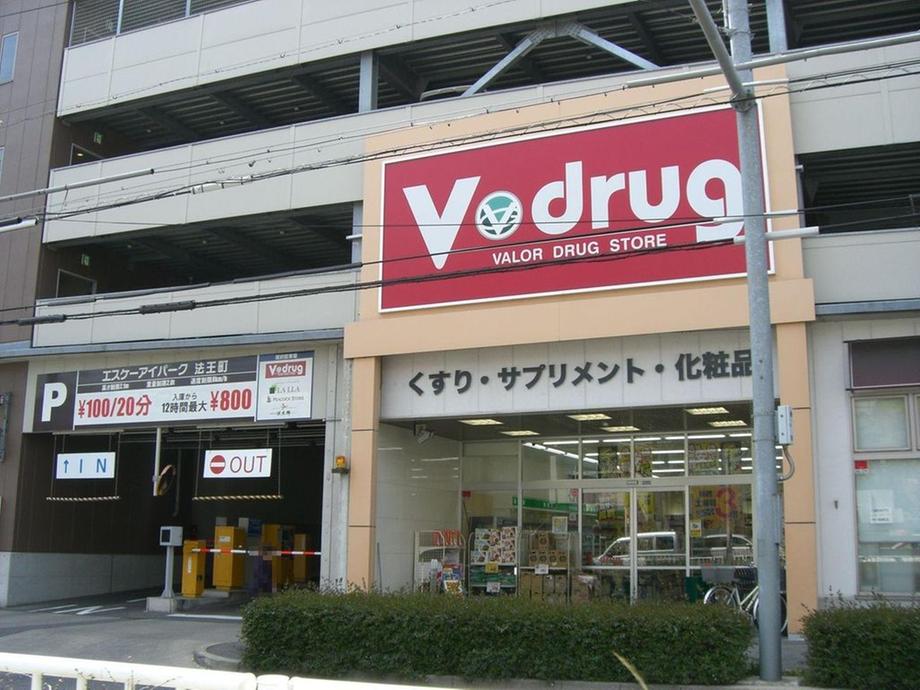 V drug
VALOR DRUG STORE
くすり・サプリメント・化粧品
P
エスケーアイパーク 法王町
¥100/20分
入庫から
12時間最大
¥800
V drug
LA LLA
PEACOCK STORE
↑IN
OUT